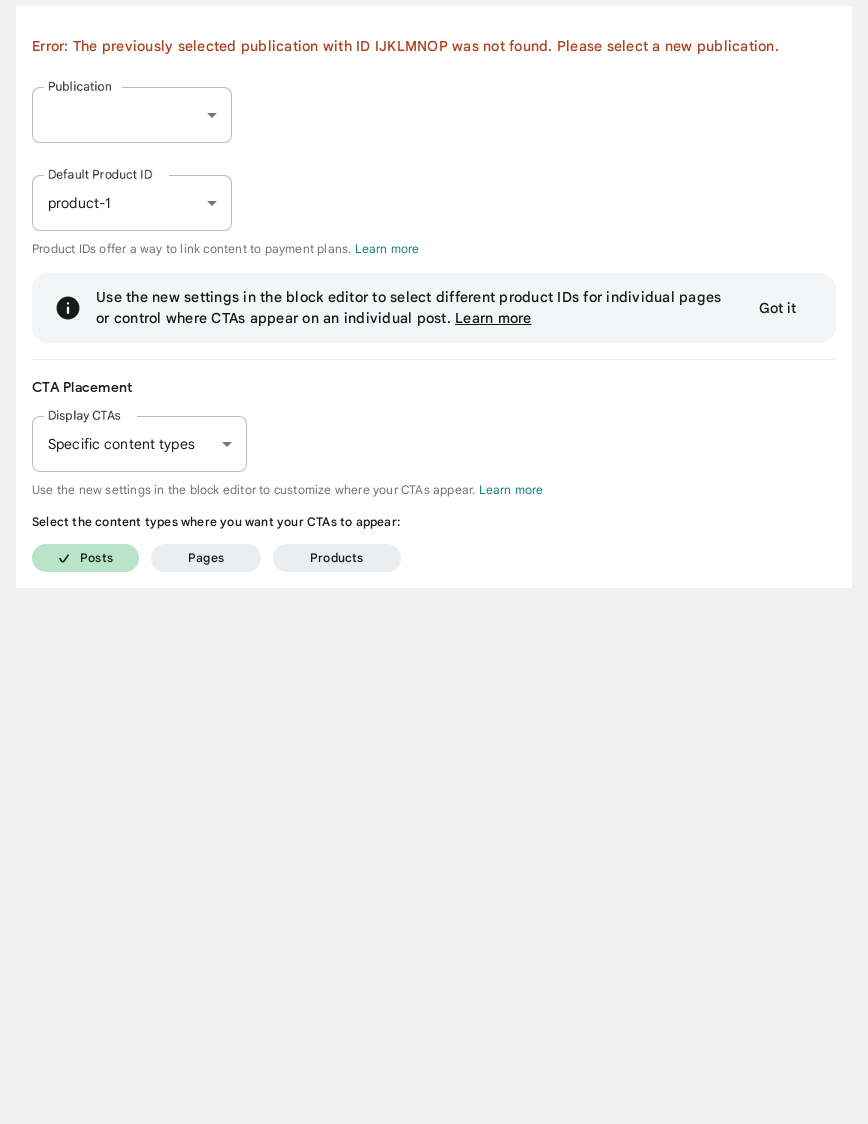 Error: The previously selected publication with ID IJKLMNOP was not found. Please select a new publication.
Publication
Default Product ID
product-1
Product IDs offer a way to link content to payment plans. Learn more
Use the new settings in the block editor to select different product IDs for individual pages
or control where CTAs appear on an individual post. Learn more
Got it
CTA Placement
Display CTAs
Specific content types
Use the new settings in the block editor to customize where your CTAs appear. Learn more
Select the content types where you want your CTAs to appear:
Posts Pages Products